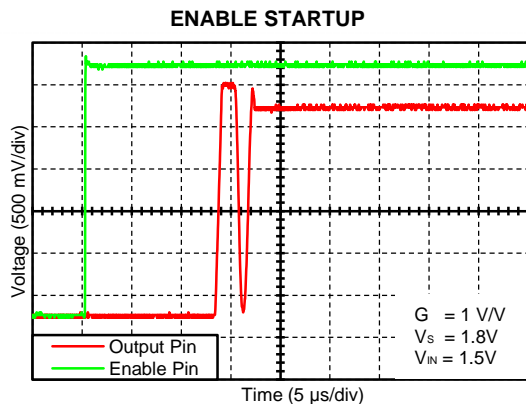 ENABLE STARTUP
Voltage (500 mV/div)
G = 1 V/V
VS = 1.8V
VIN = 1.5V
Output Pin
Enable Pin
Time (5 µs/div)